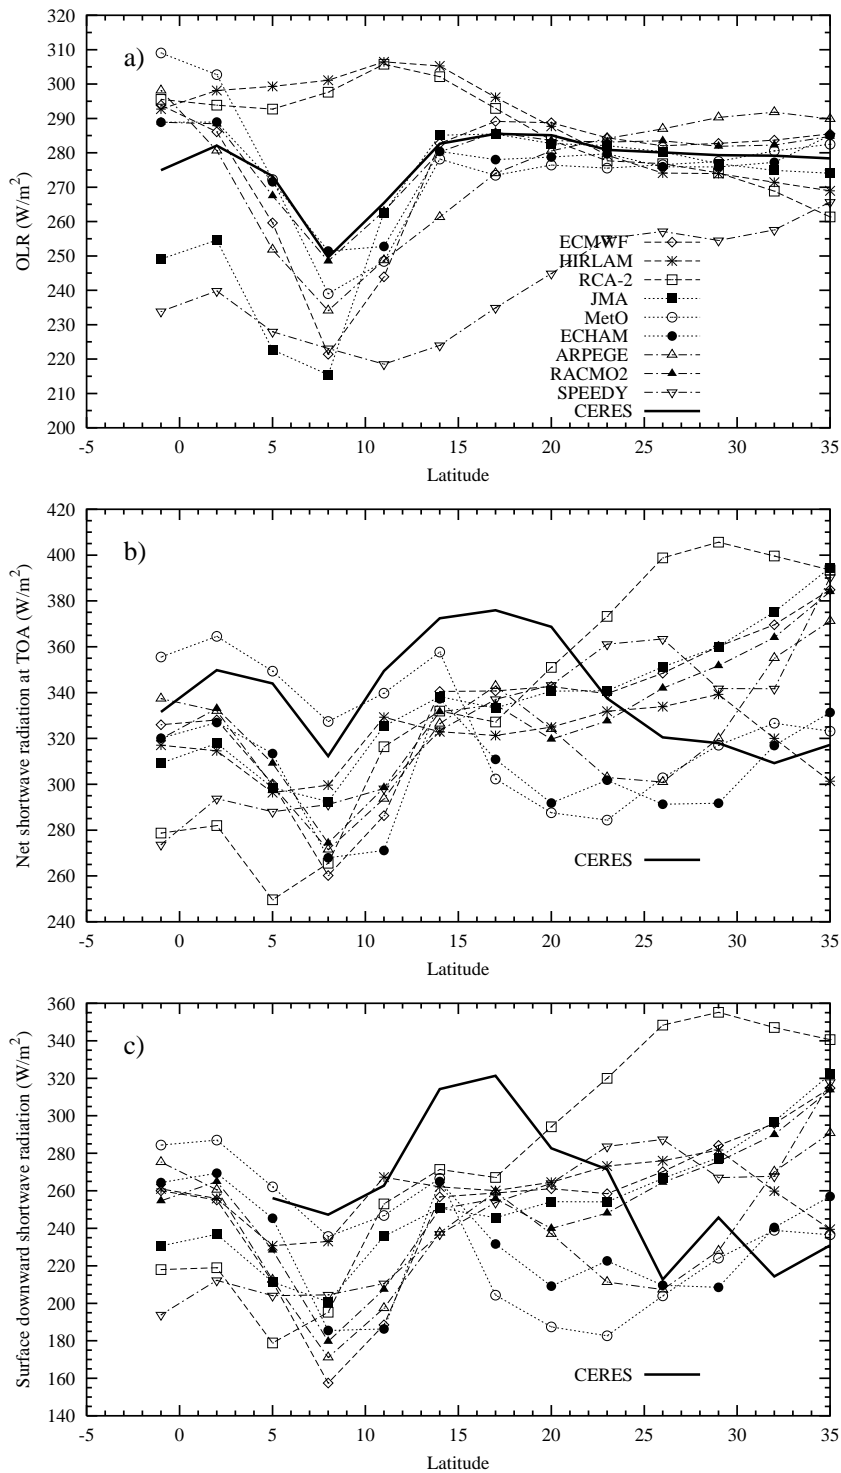 320
310
300
290
280
270
260
250
240
230
220
210
200
OLR (W/m2)
a)
ECMWF
HIRLAM
RCA-2
JMA
MetO
ECHAM
ARPEGE
RACMO2
SPEEDY
CERES
-5 0 5 10 15 20 25 30 35
Latitude
420
400
380
360
340
320
300
280
260
240
Net shortwave radiation at TOA (W/m2)
b)
CERES
-5 0 5 10 15 20 25 30 35
Latitude
360
340
320
300
280
260
240
220
200
180
160
140
Surface downward shortwave radiation (W/m2)
c)
CERES
-5 0 5 10 15 20 25 30 35
Latitude